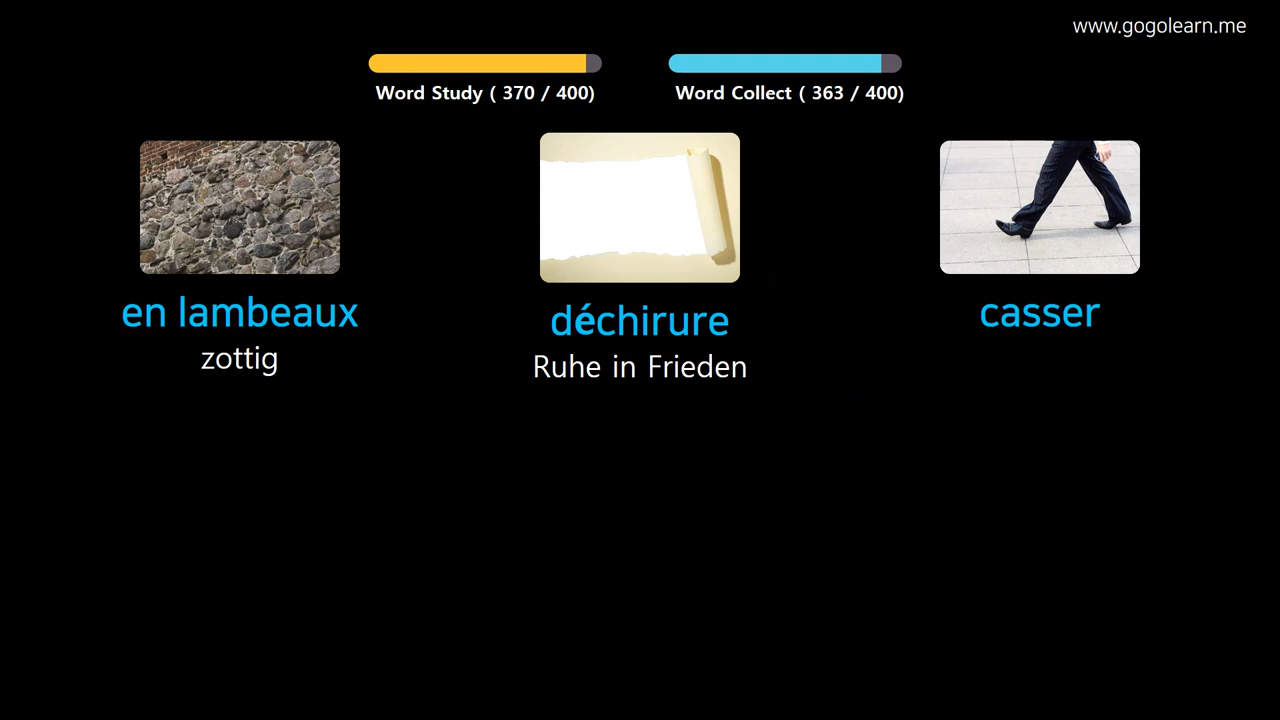 www.gogolearn.me
Word Study ( 370 / 400)
Word Collect ( 363 / 400)
en lambeaux
zottig
déchirure
Ruhe in Frieden
casser